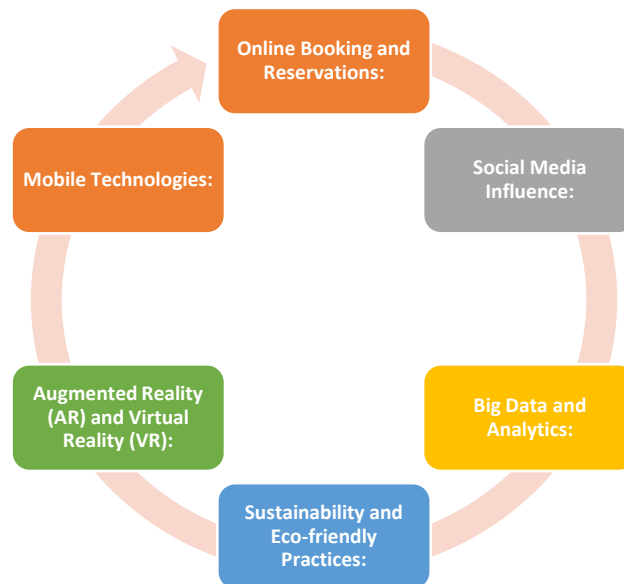 Online Booking and
Reservations:
Social Media
Influence:
Big Data and
Analytics:
Sustainability and
Eco-friendly
Practices:
Augmented Reality
(AR) and Virtual
Reality (VR):
Mobile Technologies: